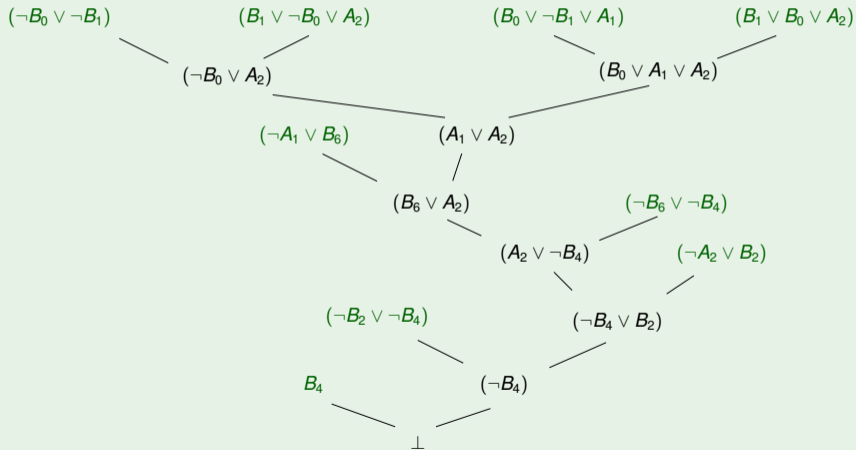 (¬B₀ ∨ ¬B₁) (B₁ ∨ ¬B₀ ∨ A₂) (B₀ ∨ ¬B₁ ∨ A₁) (B₁ ∨ B₀ ∨ A₂)
(¬B₀ ∨ A₂) (B₀ ∨ A₁ ∨ A₂)
(¬A₁ ∨ B₆) (A₁ ∨ A₂)
(B₆ ∨ A₂) (¬B₆ ∨ ¬B₄)
(A₂ ∨ ¬B₄) (¬A₂ ∨ B₂)
(¬B₂ ∨ ¬B₄) (¬B₄ ∨ B₂)
B₄ (¬B₄)
⊥